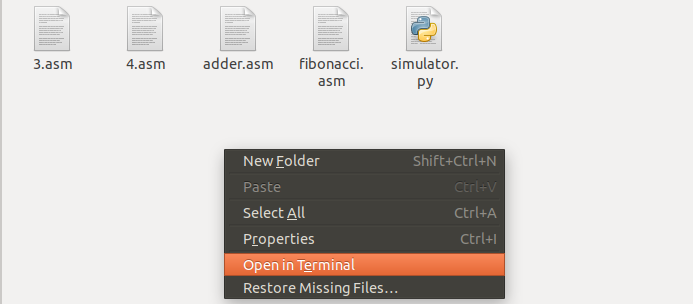 3.asm 4.asm adder.asm fibonacci. simulator.
asm py
New Folder Shift+Ctrl+N
Paste Ctrl+V
Select All Ctrl+A
Properties Ctrl+I
Open in Terminal
Restore Missing Files…